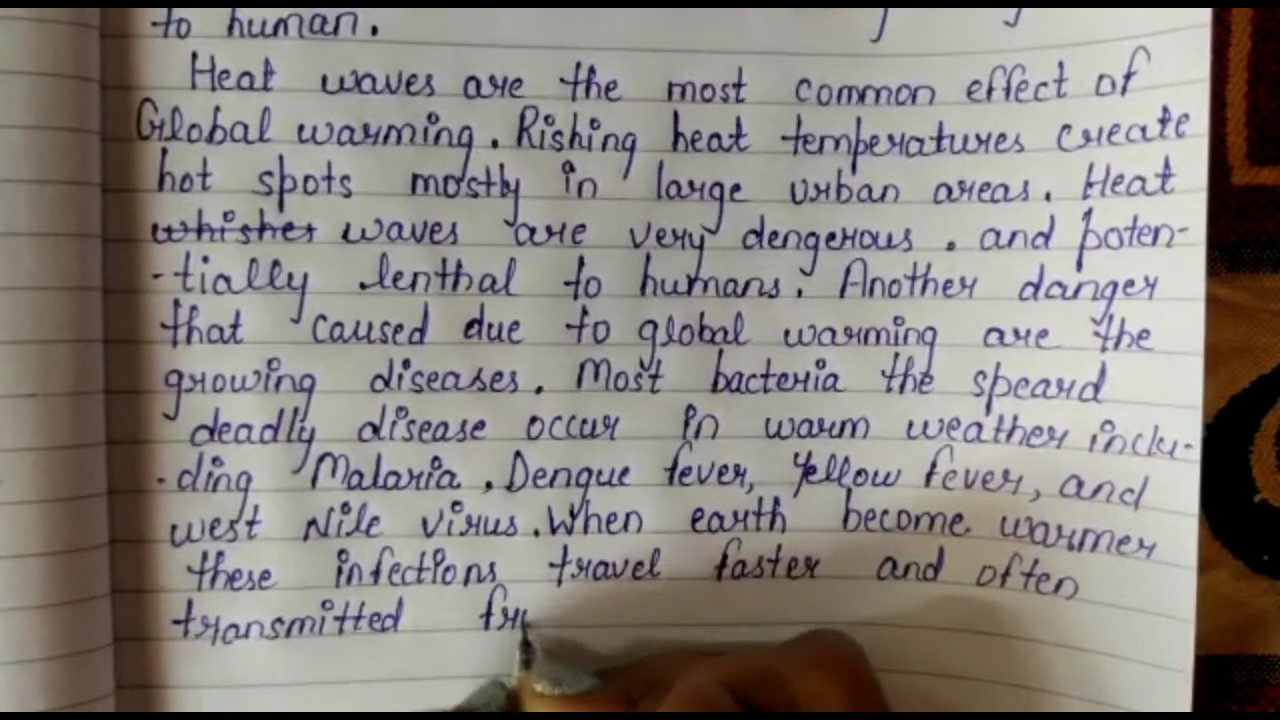 to human.
Heat waves are the most common effect of
Global warming. Rishing heat temperatures create
hot spots mostly in large urban areas. Heat
whisher waves are very dengerous. and poten-
-tially lenthal to humans. Another danger
that caused due to global warming are the
growing diseases. Most bacteria the speard
deadly disease occur in warm weather inclu-
-ding Malaria, Dengue fever, Yellow fever, and
west Nile virus. When earth become warmer
these infections travel faster and often
transmitted